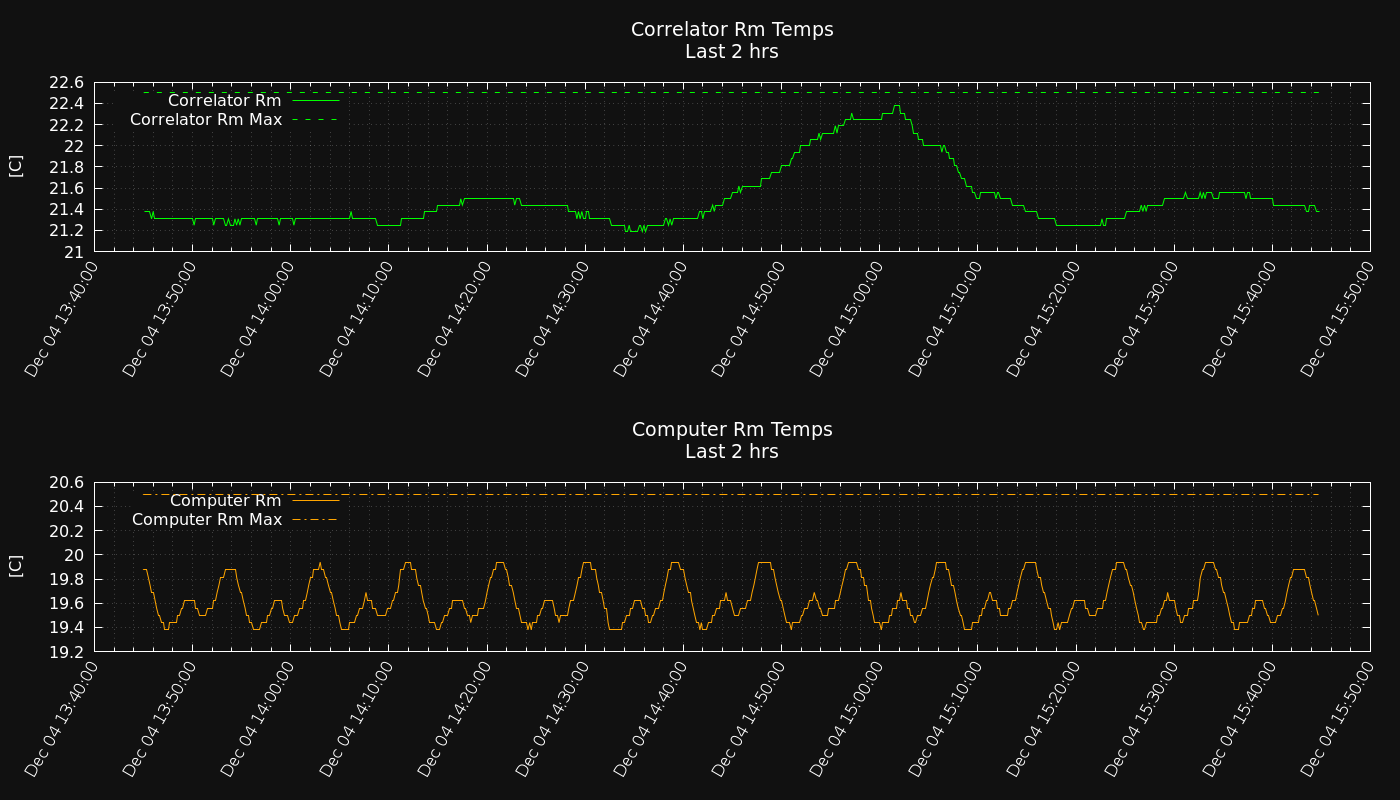 Correlator Rm Temps
Last 2 hrs
22.6
22.4
22.2
22
21.8
21.6
21.4
21.2
21
[C]
Correlator Rm
Correlator Rm Max
Dec 04 13:40:00
Dec 04 13:50:00
Dec 04 14:00:00
Dec 04 14:10:00
Dec 04 14:20:00
Dec 04 14:30:00
Dec 04 14:40:00
Dec 04 14:50:00
Dec 04 15:00:00
Dec 04 15:10:00
Dec 04 15:20:00
Dec 04 15:30:00
Dec 04 15:40:00
Dec 04 15:50:00
Computer Rm Temps
Last 2 hrs
20.6
20.4
20.2
20
19.8
19.6
19.4
19.2
[C]
Computer Rm
Computer Rm Max
Dec 04 13:40:00
Dec 04 13:50:00
Dec 04 14:00:00
Dec 04 14:10:00
Dec 04 14:20:00
Dec 04 14:30:00
Dec 04 14:40:00
Dec 04 14:50:00
Dec 04 15:00:00
Dec 04 15:10:00
Dec 04 15:20:00
Dec 04 15:30:00
Dec 04 15:40:00
Dec 04 15:50:00